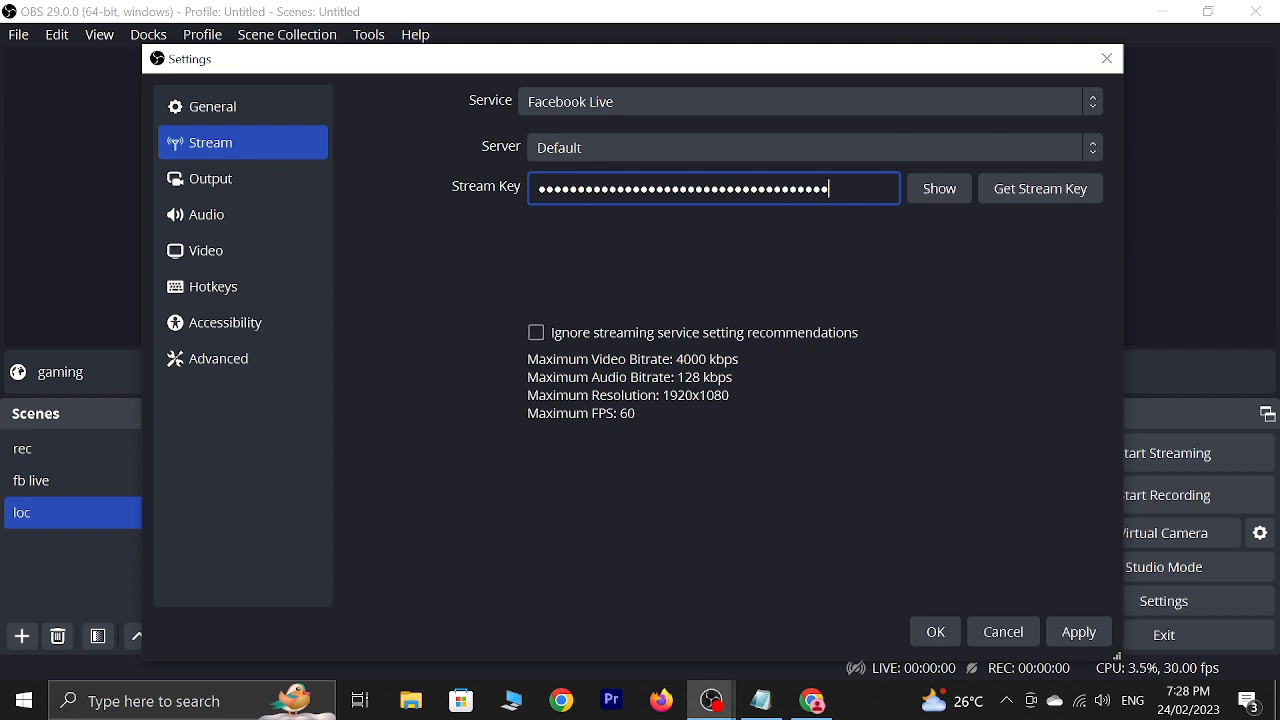 OBS 29.0.0 (64-bit, windows) - Profile: Untitled - Scenes: Untitled
File Edit View Docks Profile Scene Collection Tools Help
Settings
General
Stream
Output
Audio
Video
Hotkeys
Accessibility
Advanced
Service Facebook Live
Server Default
Stream Key ••••••••••••••••••••••••••••••••••••• Show Get Stream Key
Ignore streaming service setting recommendations
Maximum Video Bitrate: 4000 kbps
Maximum Audio Bitrate: 128 kbps
Maximum Resolution: 1920x1080
Maximum FPS: 60
OK Cancel Apply
gaming
Scenes
rec
fb live
loc
tart Streaming
tart Recording
irtual Camera
Studio Mode
Settings
Exit
LIVE: 00:00:00 REC: 00:00:00 CPU: 3.5%, 30.00 fps
Type here to search
Pr
26°C
ENG
7:28 PM
24/02/2023
3